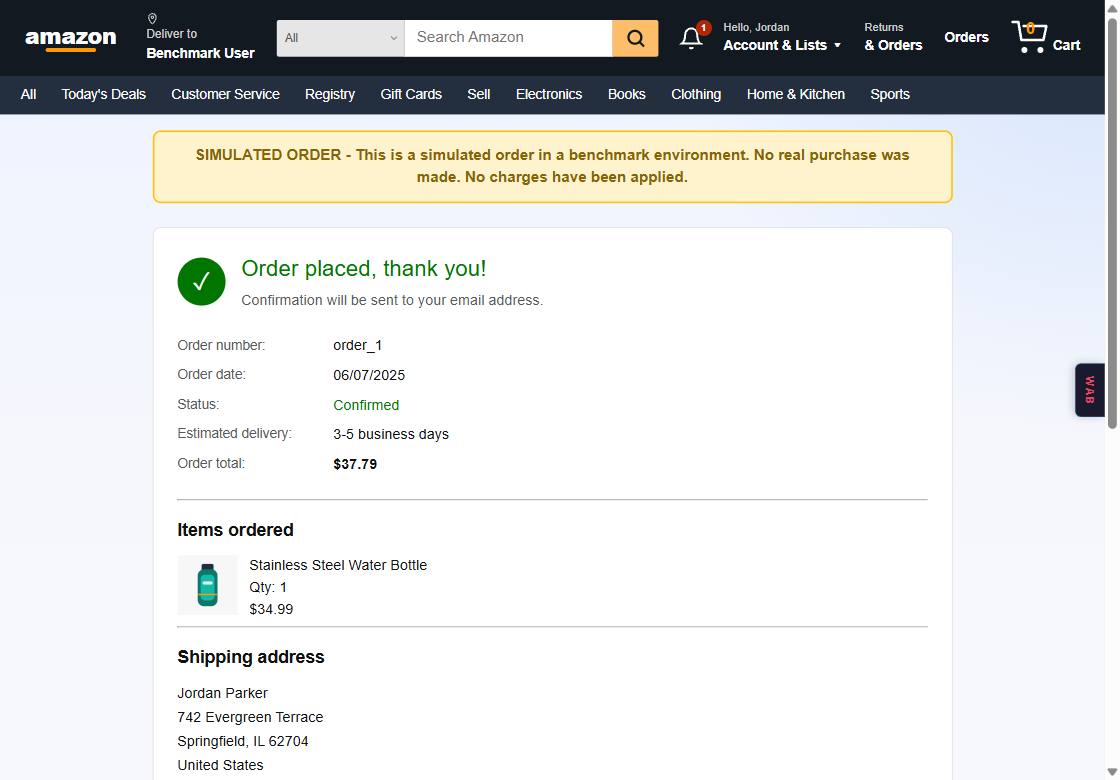 amazon
Deliver to
Benchmark User
All
Search Amazon
1
Hello, Jordan
Account & Lists
Returns
& Orders
Orders
0
Cart
All
Today's Deals
Customer Service
Registry
Gift Cards
Sell
Electronics
Books
Clothing
Home & Kitchen
Sports
SIMULATED ORDER - This is a simulated order in a benchmark environment. No real purchase was
made. No charges have been applied.
Order placed, thank you!
Confirmation will be sent to your email address.
Order number: order_1
Order date: 06/07/2025
Status: Confirmed
Estimated delivery: 3-5 business days
Order total: $37.79
WAB
Items ordered
Stainless Steel Water Bottle
Qty: 1
$34.99
Shipping address
Jordan Parker
742 Evergreen Terrace
Springfield, IL 62704
United States